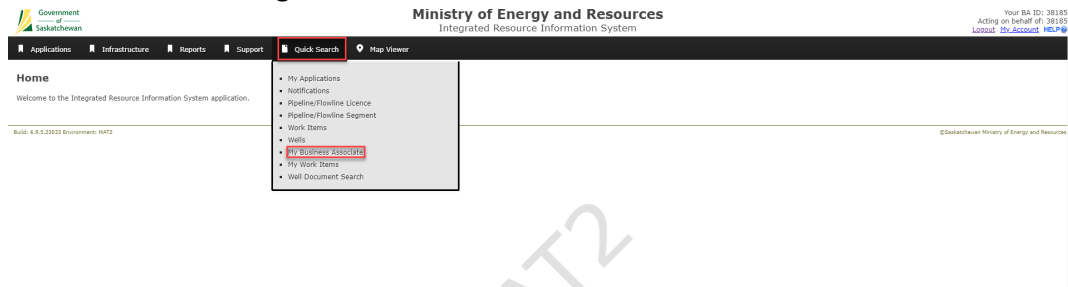 Government
of
Saskatchewan
Ministry of Energy and Resources
Integrated Resource Information System
Your BA ID: 38185
Acting on behalf of: 38185
Logout My Account HELP
Applications Infrastructure Reports Support Quick Search Map Viewer
Home
Welcome to the Integrated Resource Information System application.
My Applications
Notifications
Pipeline/Flowline Licence
Pipeline/Flowline Segment
Work Items
Wells
My Business Associate
My Work Items
Well Document Search
Build: 6.9.5.23033 Environment: MAT2
©Saskatchewan Ministry of Energy and Resources